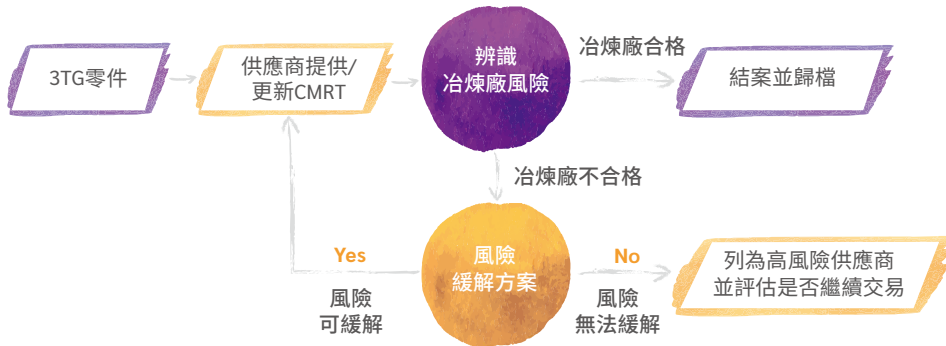 3TG零件
供應商提供/
更新CMRT
辨識
冶煉廠風險
冶煉廠合格
結案並歸檔
冶煉廠不合格
風險
緩解方案
Yes
風險
可緩解
No
風險
無法緩解
列為高風險供應商
並評估是否繼續交易